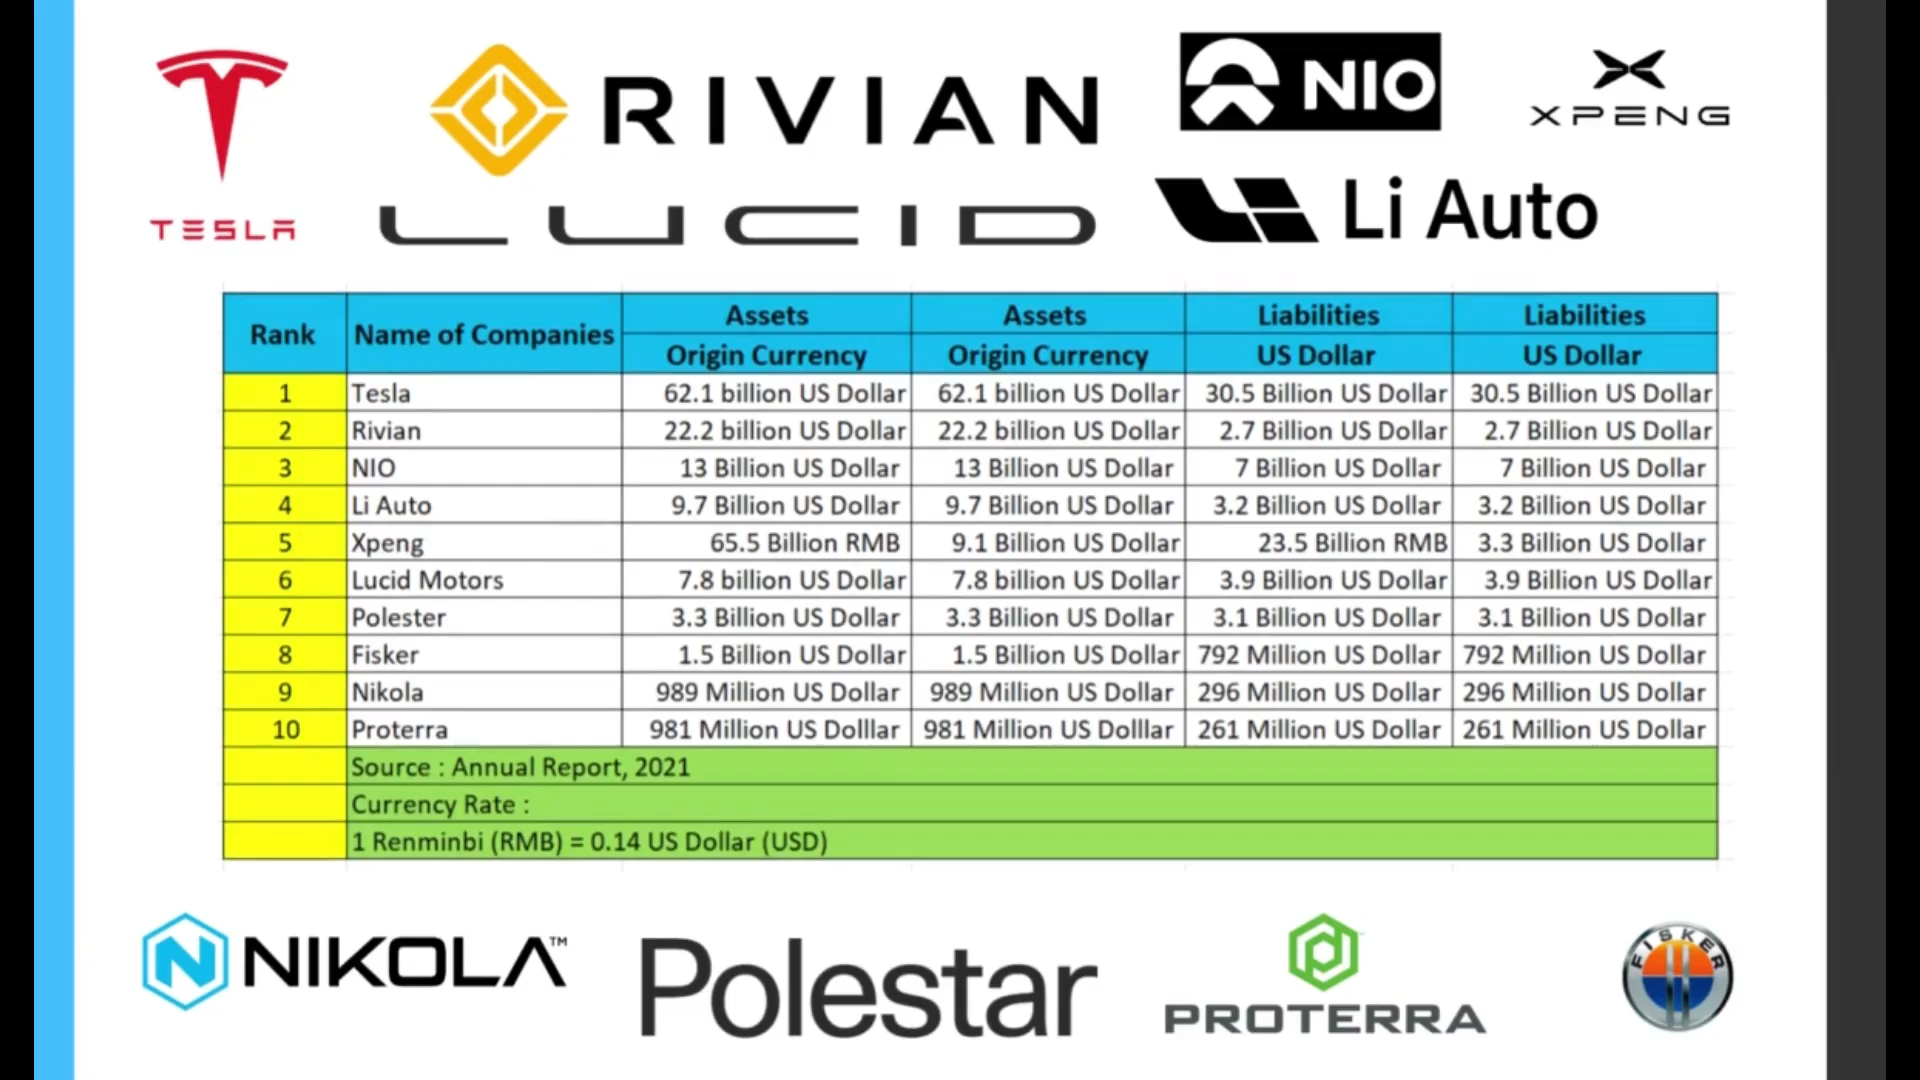 TESLA
RIVIAN
NIO
XPENG
LUCID
Li Auto
Rank Name of Companies Assets Assets Liabilities Liabilities
Origin Currency Origin Currency US Dollar US Dollar
1 Tesla 62.1 billion US Dollar 62.1 billion US Dollar 30.5 Billion US Dollar 30.5 Billion US Dollar
2 Rivian 22.2 billion US Dollar 22.2 billion US Dollar 2.7 Billion US Dollar 2.7 Billion US Dollar
3 NIO 13 Billion US Dollar 13 Billion US Dollar 7 Billion US Dollar 7 Billion US Dollar
4 Li Auto 9.7 Billion US Dollar 9.7 Billion US Dollar 3.2 Billion US Dollar 3.2 Billion US Dollar
5 Xpeng 65.5 Billion RMB 9.1 Billion US Dollar 23.5 Billion RMB 3.3 Billion US Dollar
6 Lucid Motors 7.8 billion US Dollar 7.8 billion US Dollar 3.9 Billion US Dollar 3.9 Billion US Dollar
7 Polester 3.3 Billion US Dollar 3.3 Billion US Dollar 3.1 Billion US Dollar 3.1 Billion US Dollar
8 Fisker 1.5 Billion US Dollar 1.5 Billion US Dollar 792 Million US Dollar 792 Million US Dollar
9 Nikola 989 Million US Dollar 989 Million US Dollar 296 Million US Dollar 296 Million US Dollar
10 Proterra 981 Million US Dolllar 981 Million US Dolllar 261 Million US Dollar 261 Million US Dollar
Source : Annual Report, 2021
Currency Rate :
1 Renminbi (RMB) = 0.14 US Dollar (USD)
NIKOLA™
Polestar
PROTERRA
FISKER